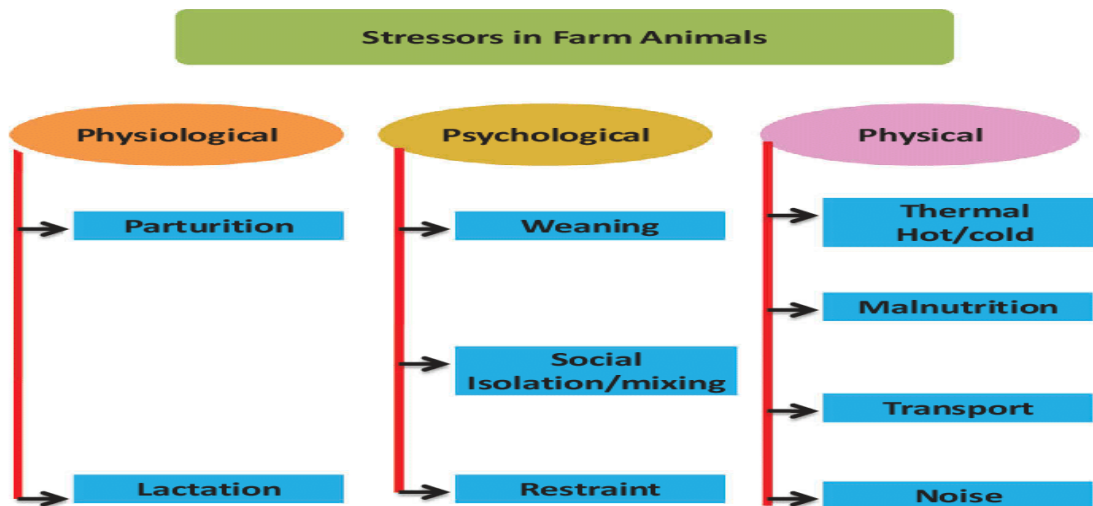 Stressors in Farm Animals
Physiological
Parturition
Lactation
Psychological
Weaning
Social
Isolation/mixing
Restraint
Physical
Thermal
Hot/cold
Malnutrition
Transport
Noise